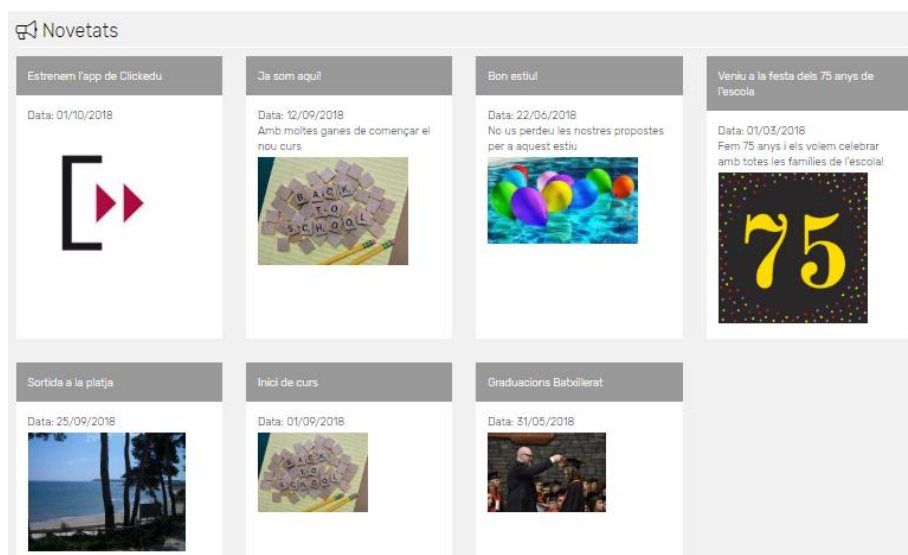 Novetats
Estrenem l'app de Clickedu
Data: 01/10/2018
Ja som aquí!
Data: 12/09/2018
Amb moltes ganes de començar el
nou curs
BACK
TO
SCHOOL
Bon estiu!
Data: 22/06/2018
No us perdeu les nostres propostes
per a aquest estiu
Veniu a la festa dels 75 anys de
l'escola
Data: 01/03/2018
Fem 75 anys i els volem celebrar
amb totes les famílies de l'escola!
75
Sortida a la platja
Data: 25/09/2018
Inici de curs
Data: 01/09/2018
BACK
TO
SCHOOL
Graduacions Batxillerat
Data: 31/05/2018